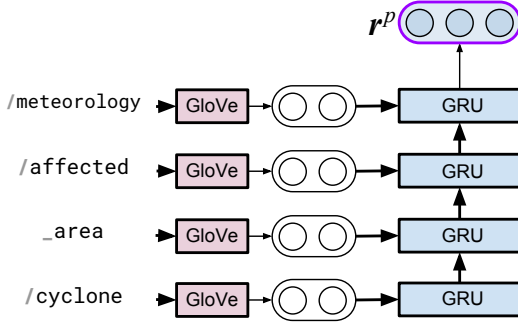 r^p
/meteorology GloVe GRU
/affected GloVe GRU
_area GloVe GRU
/cyclone GloVe GRU